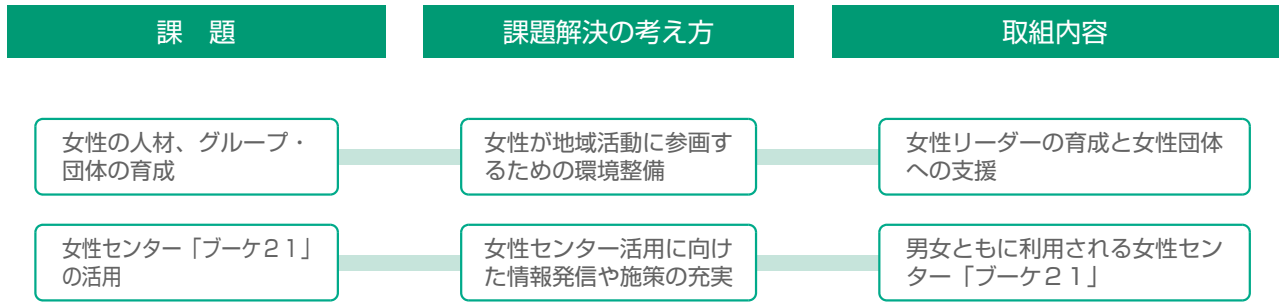 課　題
課題解決の考え方
取組内容
女性の人材、グループ・
団体の育成
女性が地域活動に参画す
るための環境整備
女性リーダーの育成と女性団体
への支援
女性センター「ブーケ２１」
の活用
女性センター活用に向け
た情報発信や施策の充実
男女ともに利用される女性セン
ター「ブーケ２１」